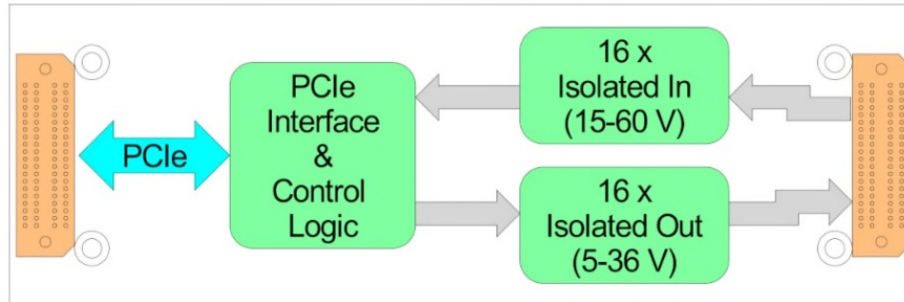 PCIe
PCIe
Interface
&
Control
Logic
16 x
Isolated In
(15-60 V)
16 x
Isolated Out
(5-36 V)